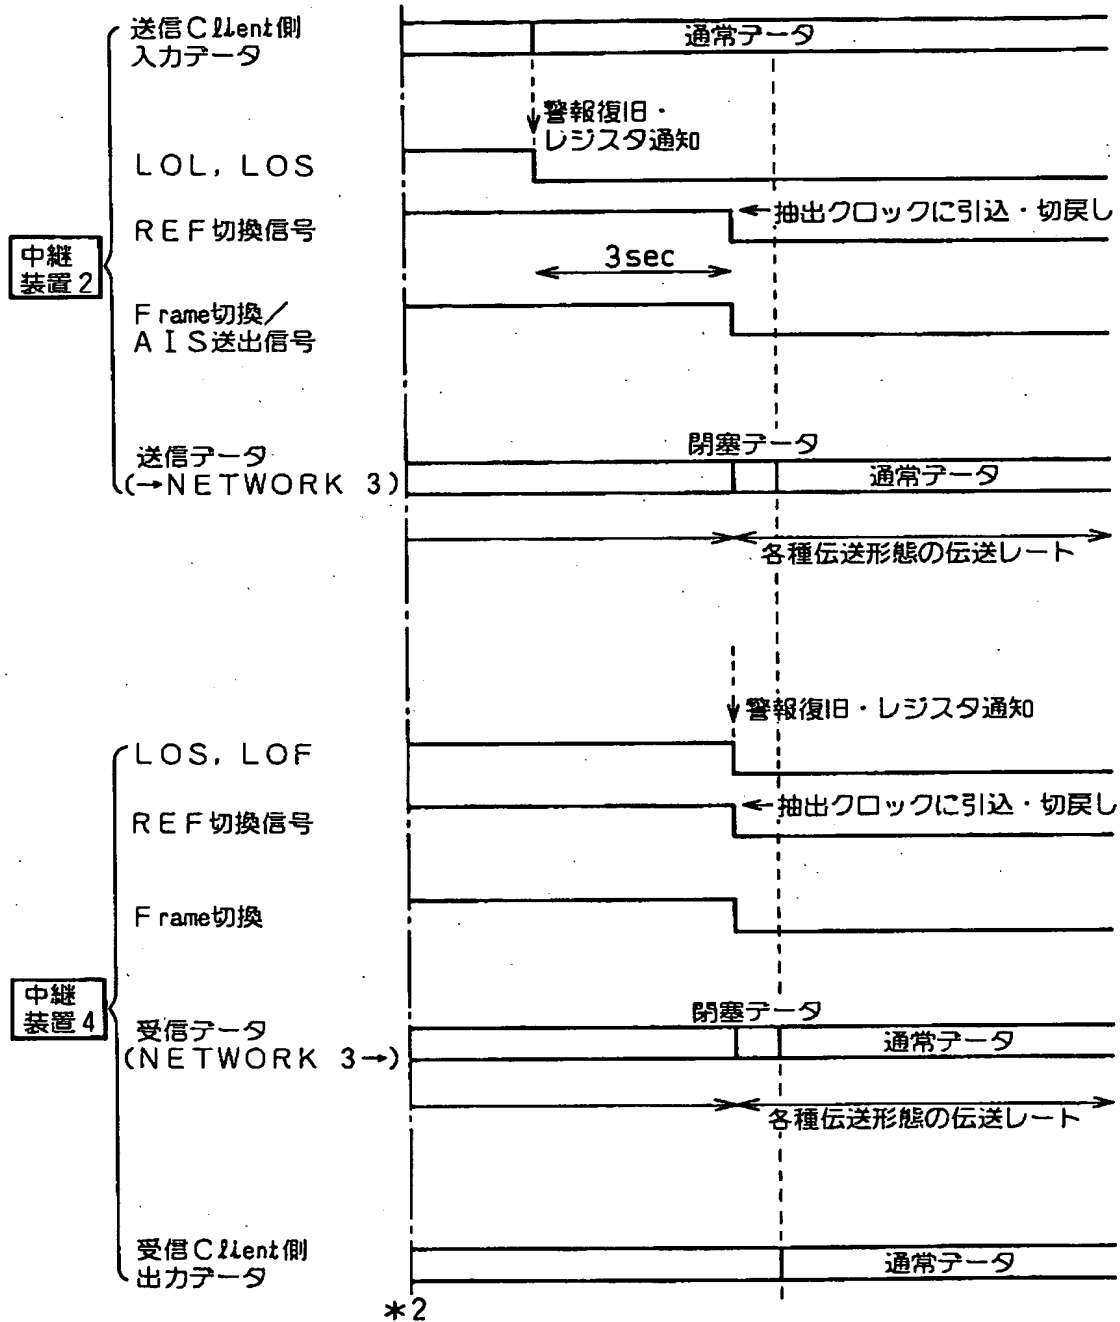 送信Client側
入力データ
通常データ
警報復旧・
レジスタ通知
LOL, LOS
REF切換信号
←抽出クロックに引込・切戻し
中継
装置2
3sec
Frame切換/
AIS送出信号
閉塞データ
送信データ
(→NETWORK 3)
通常データ
各種伝送形態の伝送レート
警報復旧・レジスタ通知
LOS, LOF
REF切換信号
←抽出クロックに引込・切戻し
Frame切換
中継
装置4
閉塞データ
受信データ
(NETWORK 3→)
通常データ
各種伝送形態の伝送レート
受信Client側
出力データ
通常データ
*2